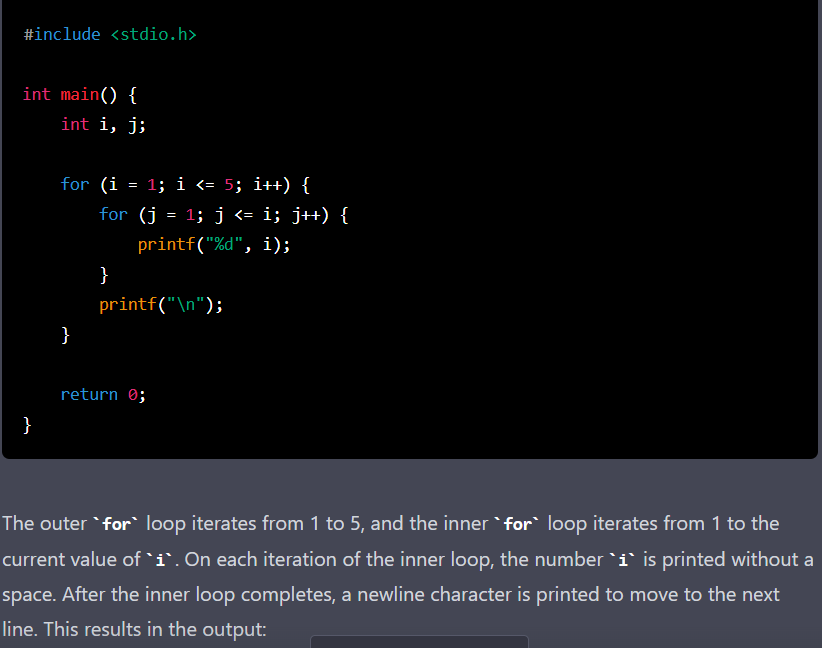 #include <stdio.h>
int main() {
    int i, j;
    for (i = 1; i <= 5; i++) {
        for (j = 1; j <= i; j++) {
            printf("%d", i);
        }
        printf("\n");
    }
    return 0;
}
The outer `for` loop iterates from 1 to 5, and the inner `for` loop iterates from 1 to the
current value of `i`. On each iteration of the inner loop, the number `i` is printed without a
space. After the inner loop completes, a newline character is printed to move to the next
line. This results in the output: